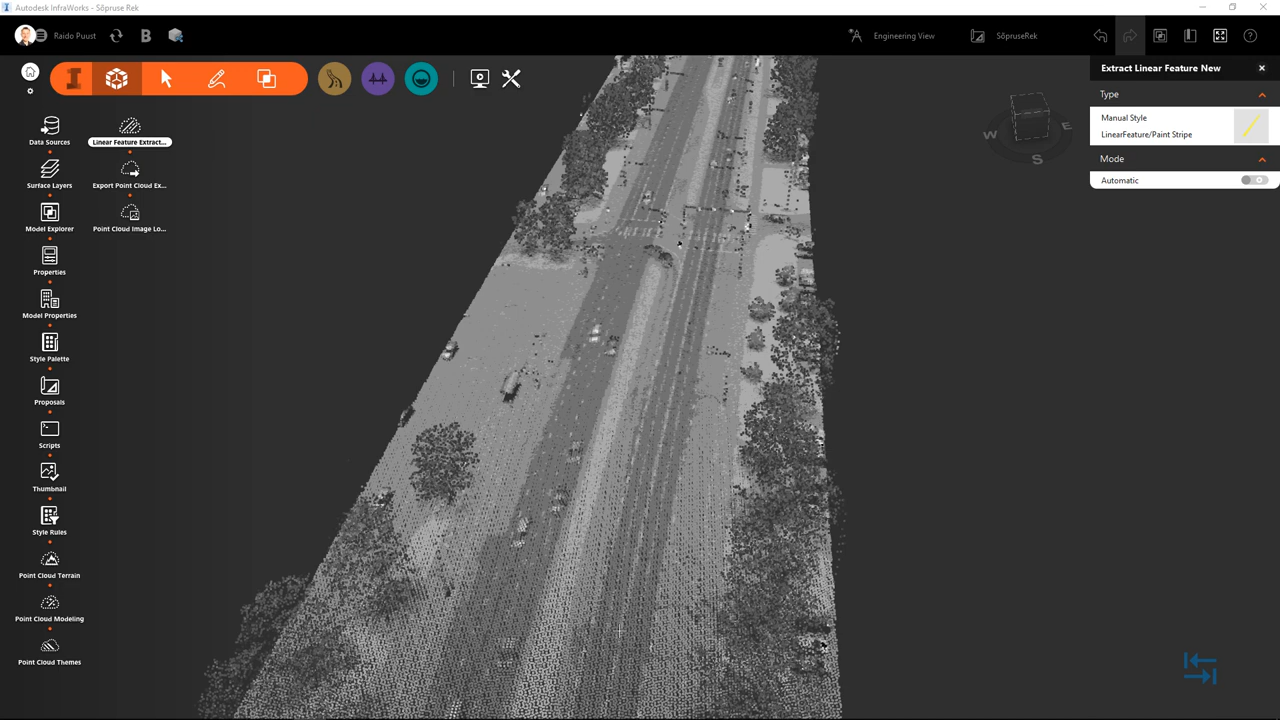 Autodesk InfraWorks - Sõpruse Rek
Raido Puust
B
Engineering View
SõpruseRek
?
Data Sources
Surface Layers
Model Explorer
Properties
Model Properties
Style Palette
Proposals
Scripts
Thumbnail
Style Rules
Point Cloud Terrain
Point Cloud Modeling
Point Cloud Themes
Linear Feature Extract...
Export Point Cloud Ex...
Point Cloud Image Lo...
W
E
S
Extract Linear Feature New
Type
Manual Style
LinearFeature/Paint Stripe
Mode
Automatic